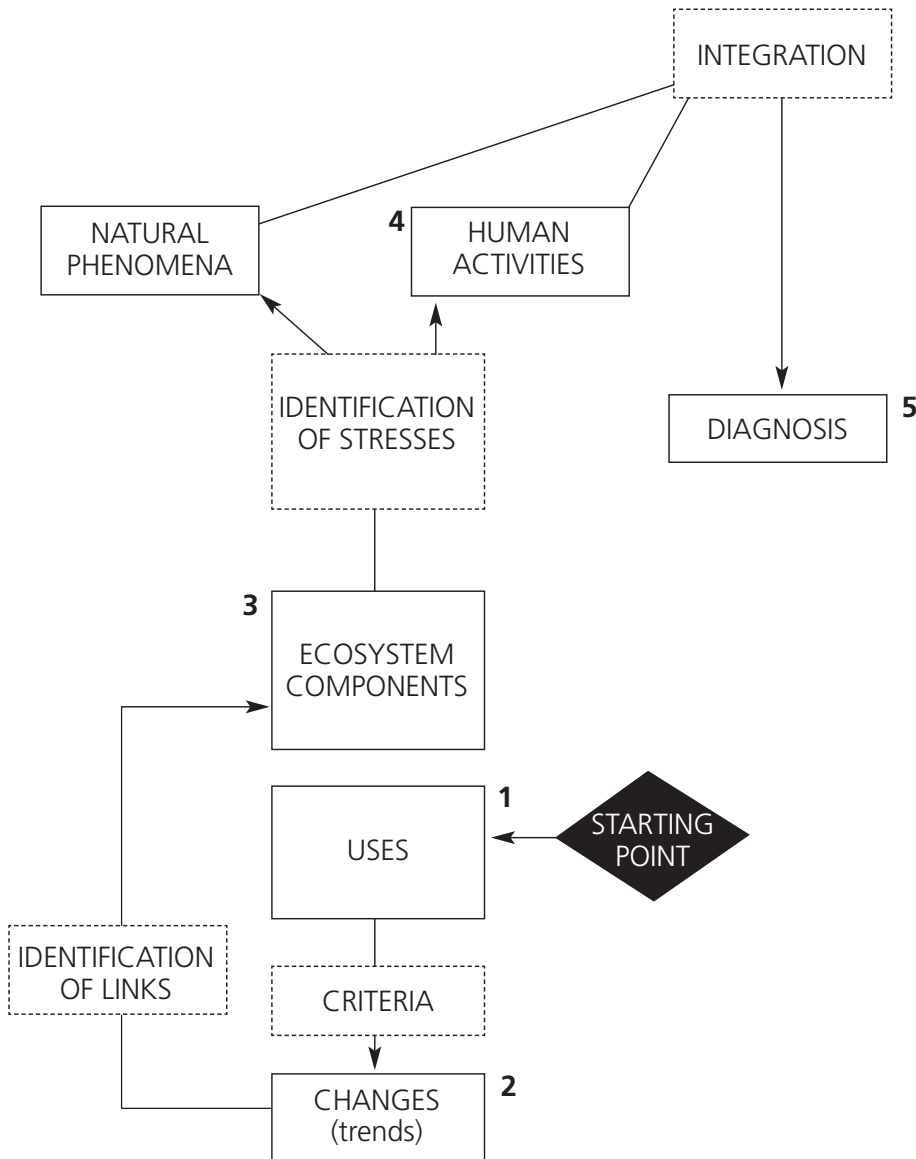 INTEGRATION
NATURAL
PHENOMENA
4
HUMAN
ACTIVITIES
IDENTIFICATION
OF STRESSES
DIAGNOSIS
5
3
ECOSYSTEM
COMPONENTS
1
USES
STARTING
POINT
IDENTIFICATION
OF LINKS
CRITERIA
CHANGES
(trends)
2